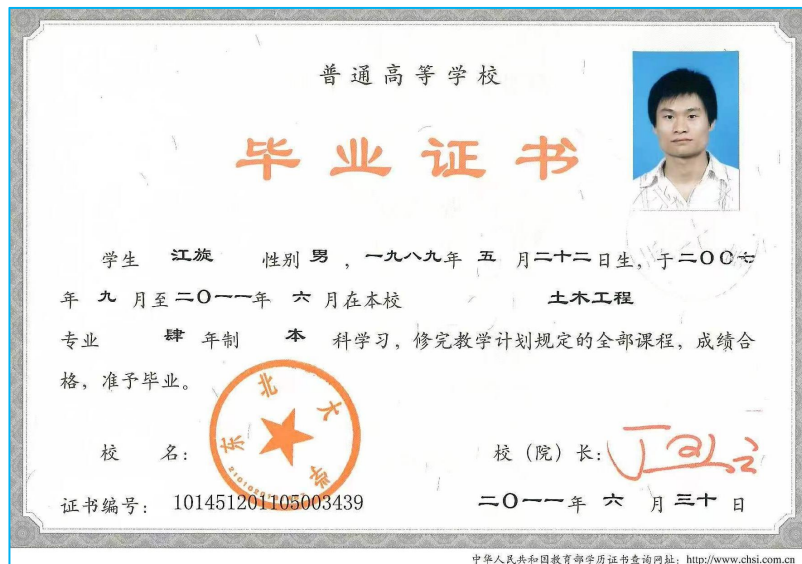 普通高等学校
毕业证书
学生 江旋 性别 男 ，一九八九年 五 月二十二日生，于二〇〇七
年 九 月至二〇一一年 六 月在本校 土木工程
专业 肆 年制 本 科学习，修完教学计划规定的全部课程，成绩合
格，准予毕业。
东北大学
校 名： 校（院）长：
证书编号： 101451201105003439 二〇一一年 六 月 三十 日
中华人民共和国教育部学历证书查询网址：http://www.chsi.com.cn